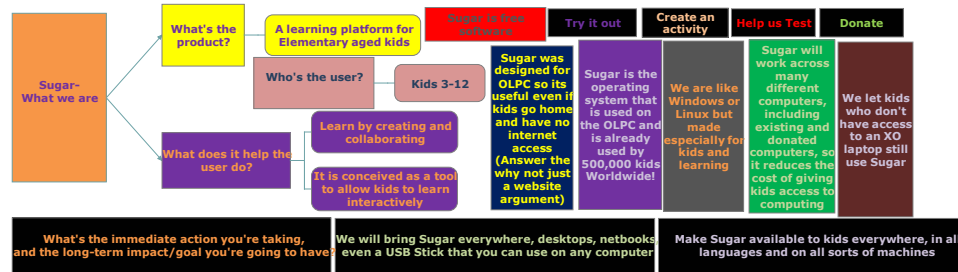 Sugar-
What we are
What's the
product?
A learning platform for
Elementary aged kids
Who's the user?
Kids 3-12
What does it help the
user do?
Learn by creating and
collaborating
It is conceived as a tool
to allow kids to learn
interactively
Sugar is free
software
Try it out
Create an
activity
Help us Test
Donate
Sugar was
designed for
OLPC so its
useful even if
kids go home
and have no
internet
access
(Answer the
why not just
a website
argument)
Sugar is the
operating
system that
is used on
the OLPC and
is already
used by
500,000 kids
Worldwide!
We are like
Windows or
Linux but
made
especially for
kids and
learning
Sugar will
work across
many
different
computers,
including
existing and
donated
computers, so
it reduces the
cost of giving
kids access to
computing
We let kids
who don't
have access
to an XO
laptop still
use Sugar
What's the immediate action you're taking,
and the long-term impact/goal you're going to have?
We will bring Sugar everywhere, desktops, netbooks,
even a USB Stick that you can use on any computer
Make Sugar available to kids everywhere, in all
languages and on all sorts of machines